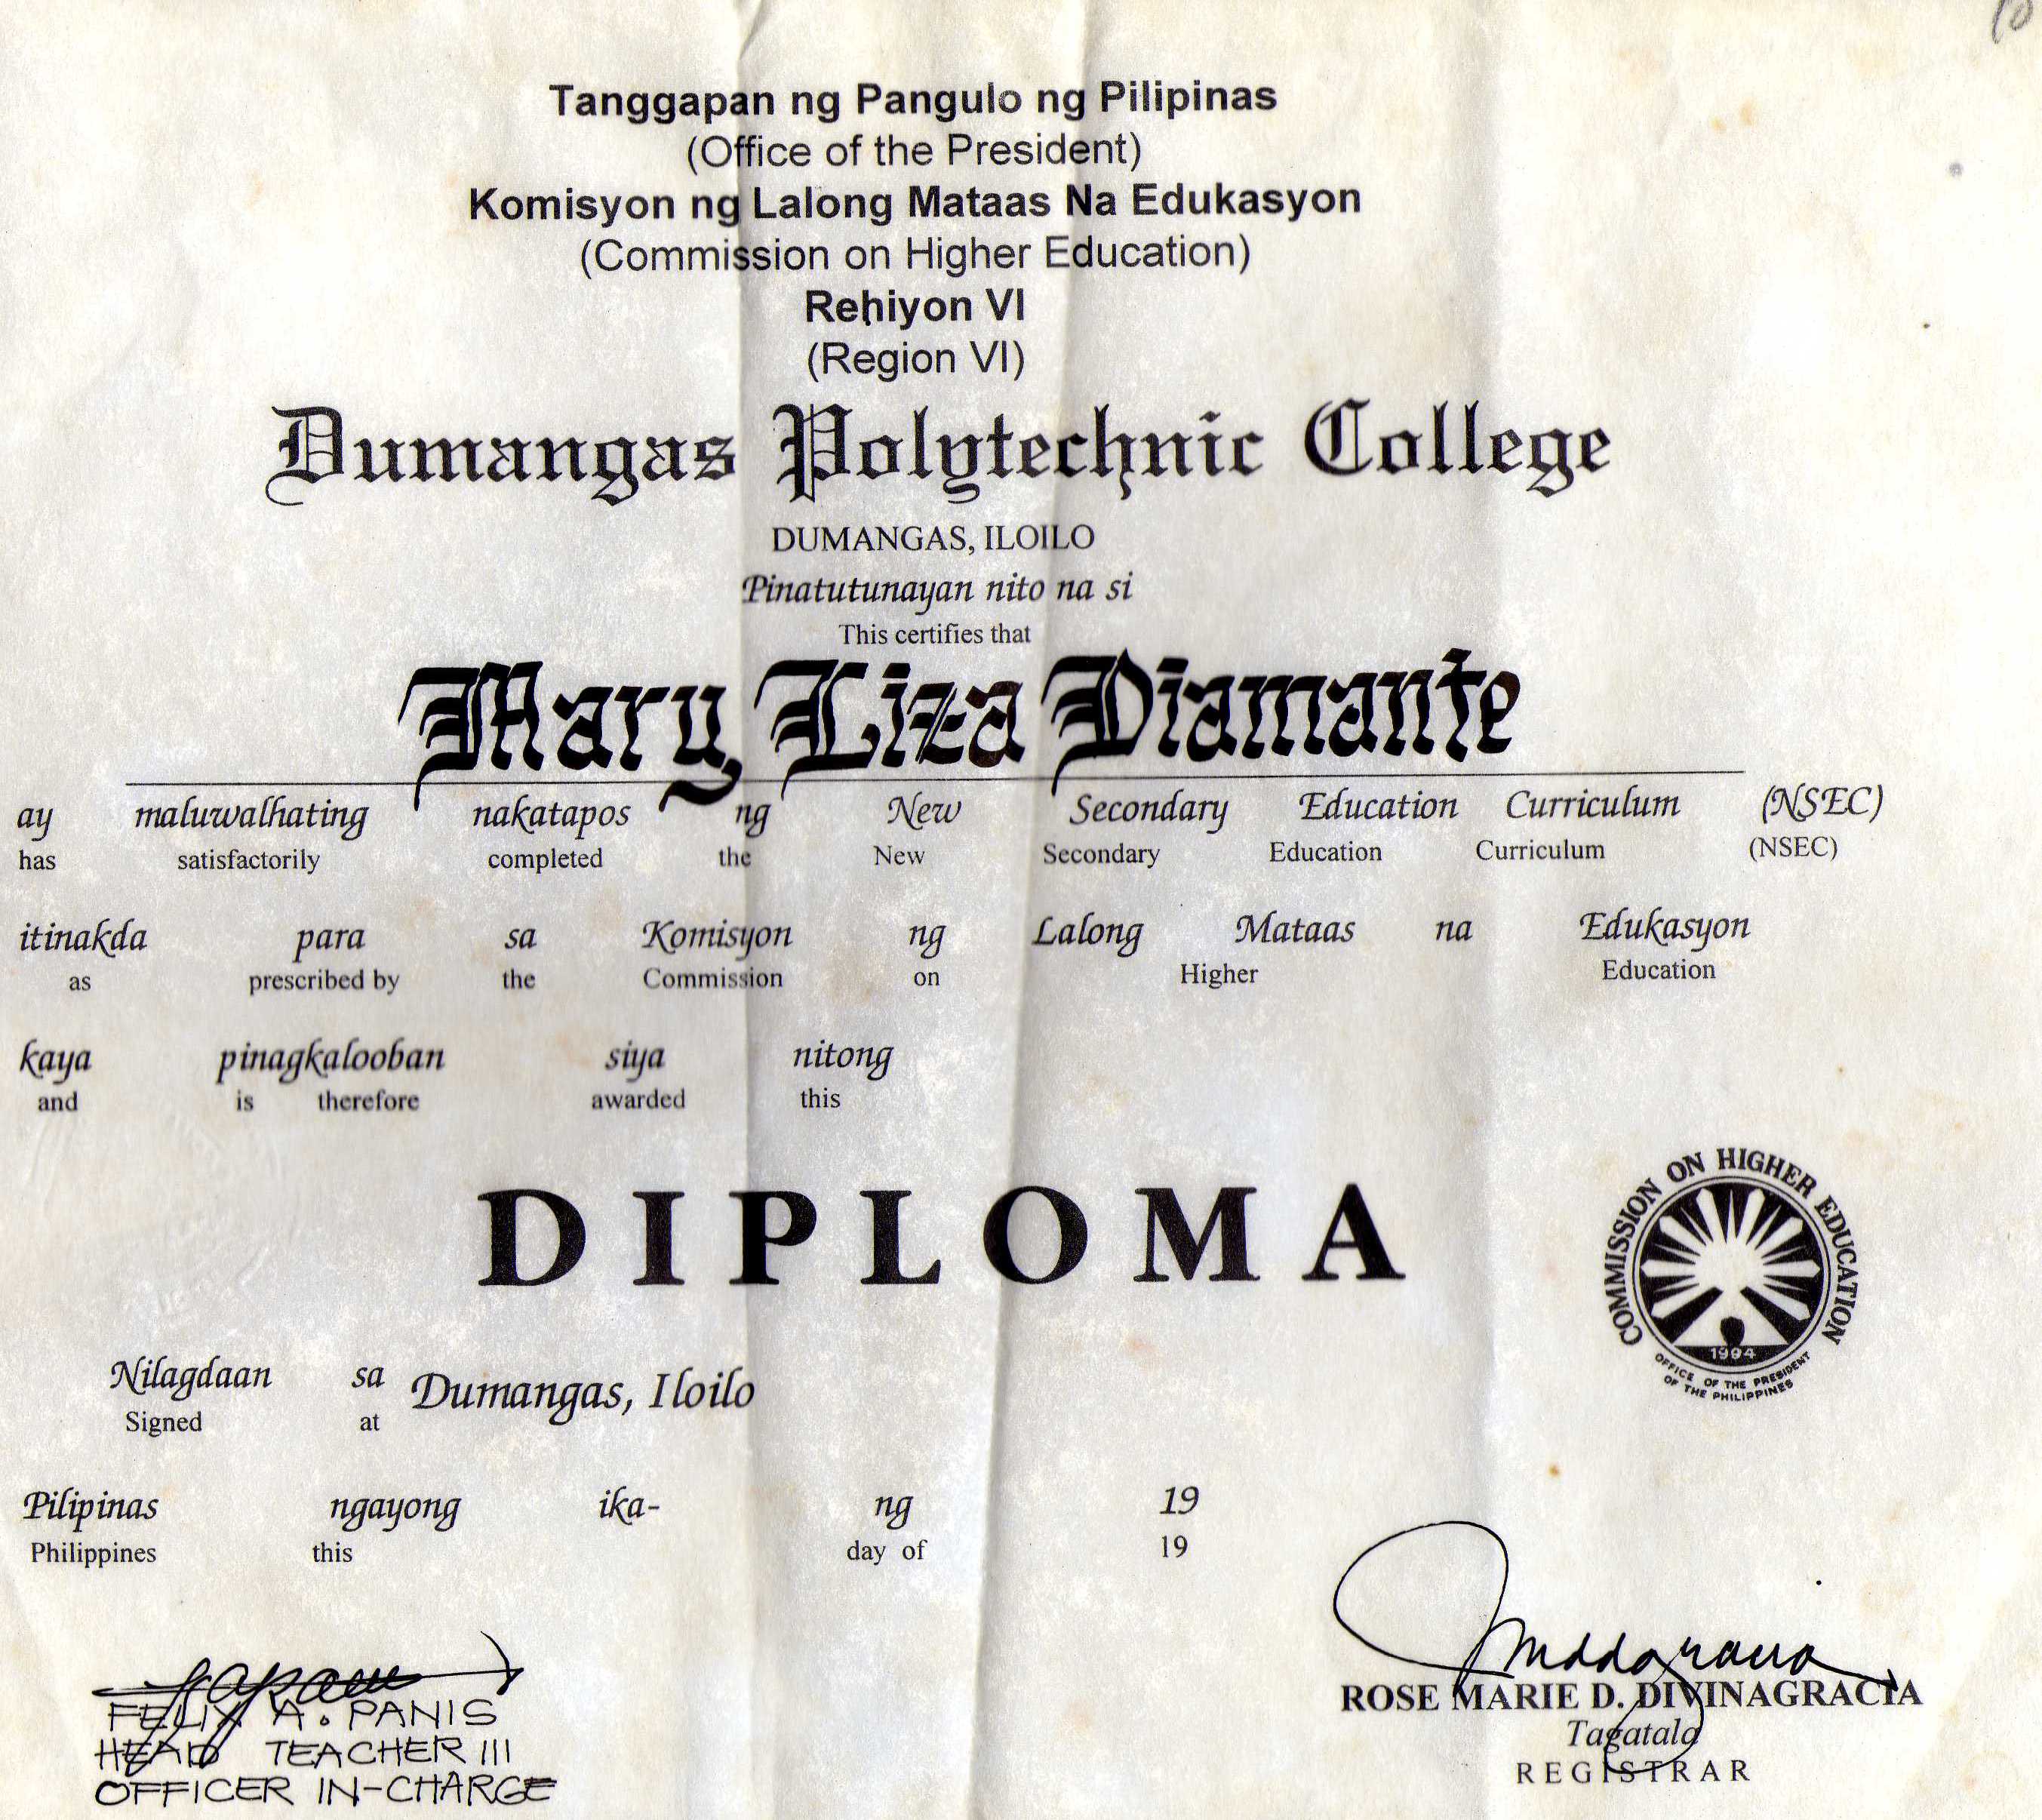 Tanggapan ng Pangulo ng Pilipinas
(Office of the President)
Komisyon ng Lalong Mataas Na Edukasyon
(Commission on Higher Education)
Rehiyon VI
(Region VI)
Dumangas Polytechnic College
DUMANGAS, ILOILO
Pinatutunayan nito na si
This certifies that
Mary Liza Diamante
ay maluwalhating nakatapos ng New Secondary Education Curriculum (NSEC)
has satisfactorily completed the New Secondary Education Curriculum (NSEC)
itinakda para sa Komisyon ng Lalong Mataas na Edukasyon
as prescribed by the Commission on Higher Education
kaya pinagkalooban siya nitong
and is therefore awarded this
DIPLOMA
COMMISSION ON HIGHER EDUCATION
1994
OFFICE OF THE PRESIDENT
OF THE PHILIPPINES
Nilagdaan sa Dumangas, Iloilo
Signed at
Pilipinas ngayong ika- ng 19
Philippines this day of 19
FELIX A. PANIS
HEAD TEACHER III
OFFICER IN-CHARGE
ROSE MARIE D. DIVINAGRACIA
Tagatala
REGISTRAR